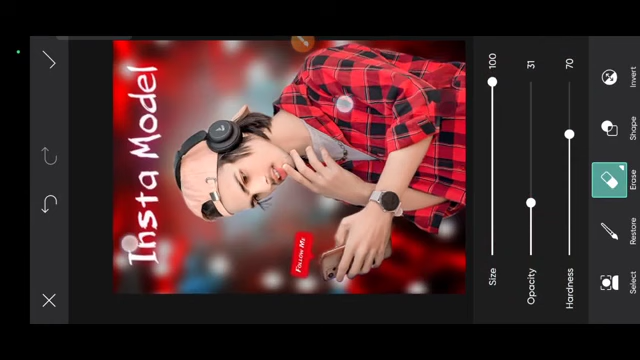 Insta Model
Follow Me
100
Size
31
Opacity
70
Hardness
Invert
Shape
Erase
Restore
Select